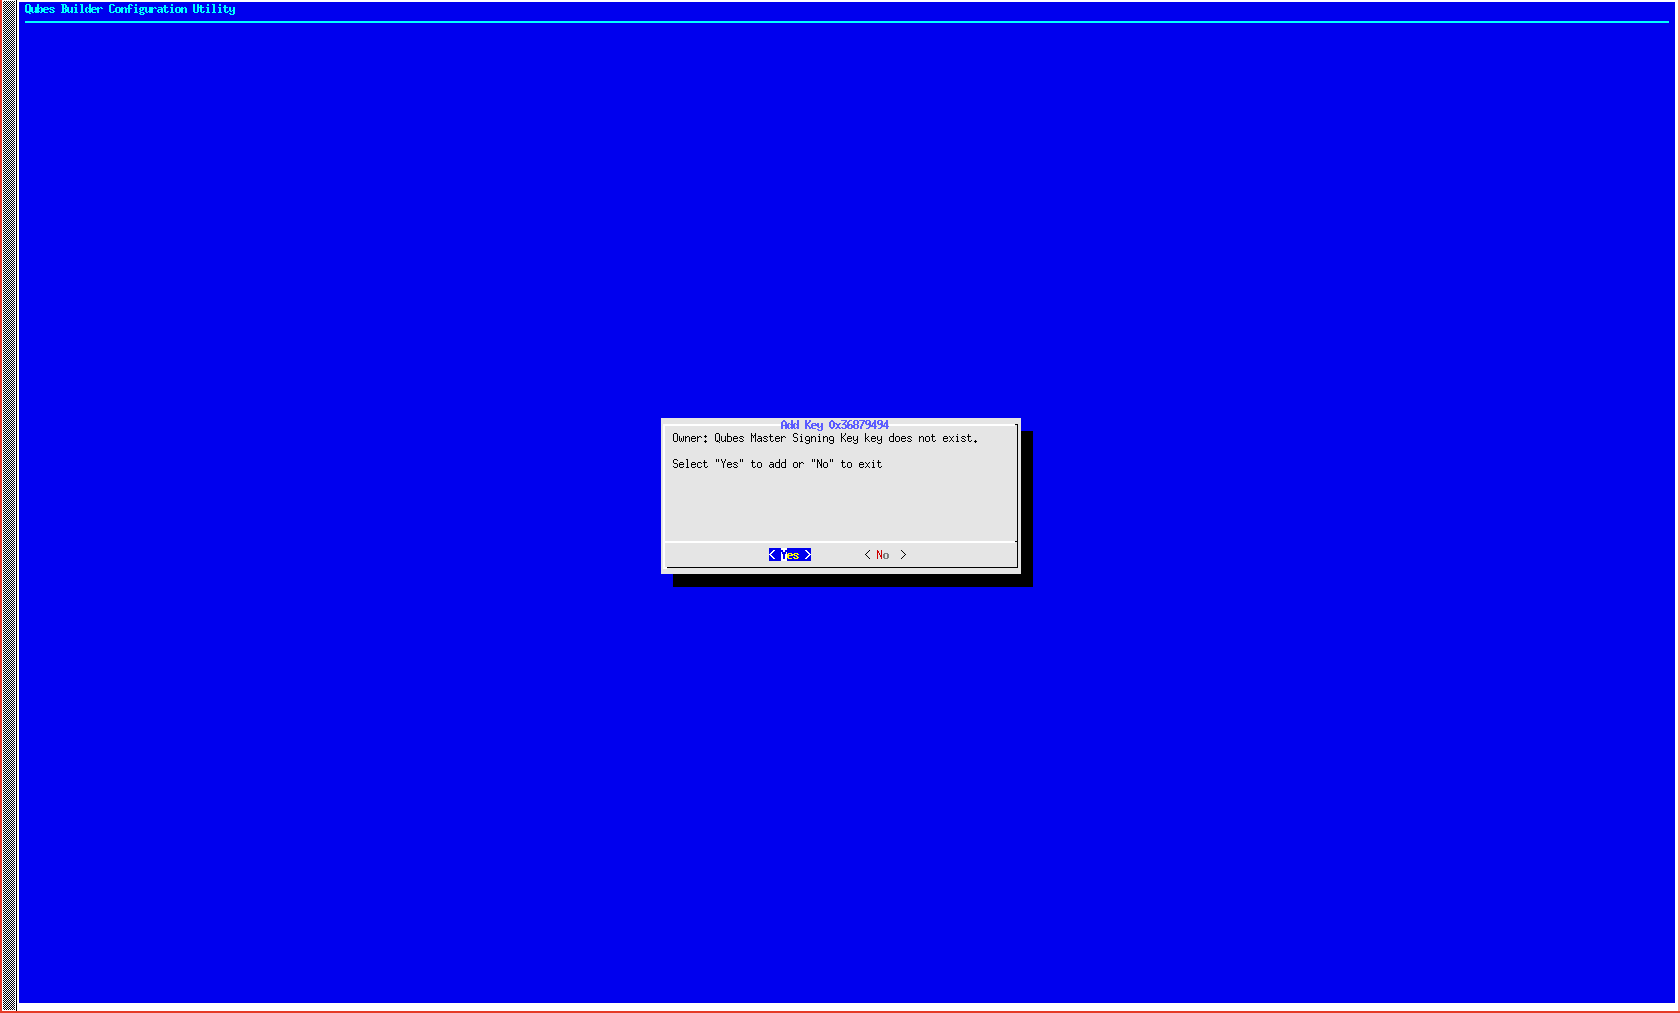 Qubes Builder Configuration Utility
Add Key 0x36879494
Owner: Qubes Master Signing Key key does not exist.
Select "Yes" to add or "No" to exit
< Yes > < No >